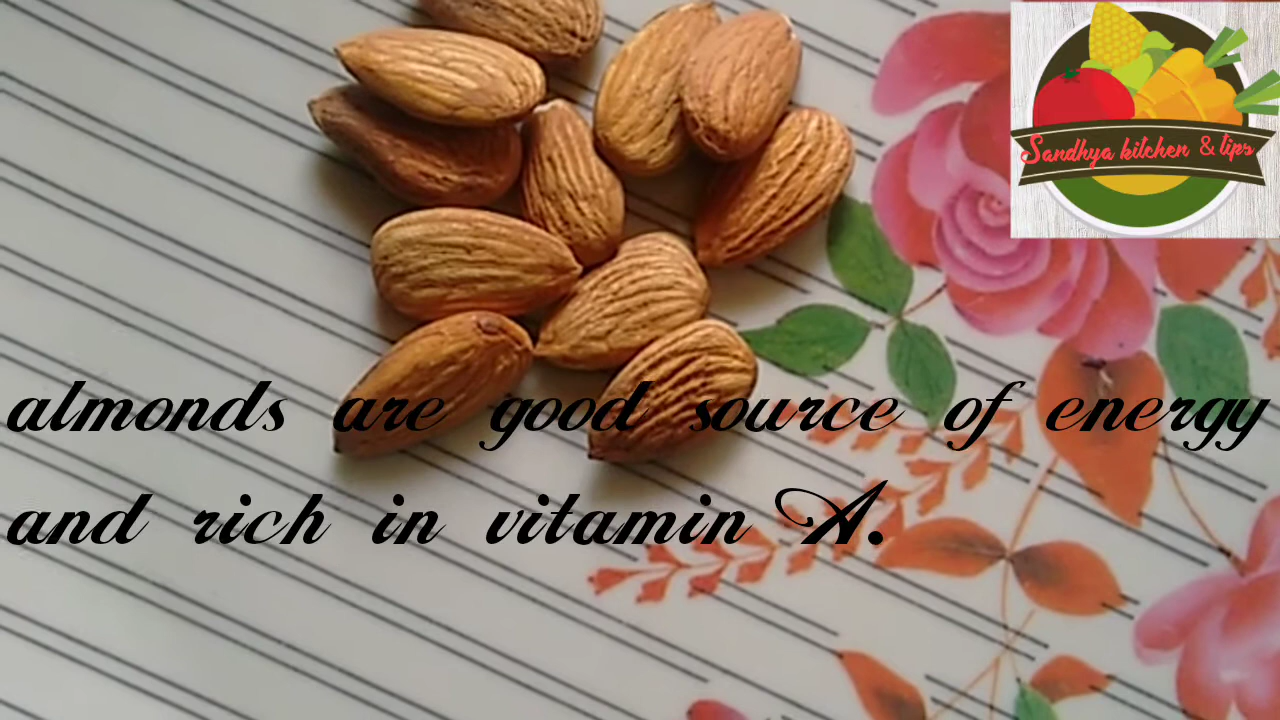 Sandhya kitchen & tips
almonds are good source of energy
and rich in vitamin A.